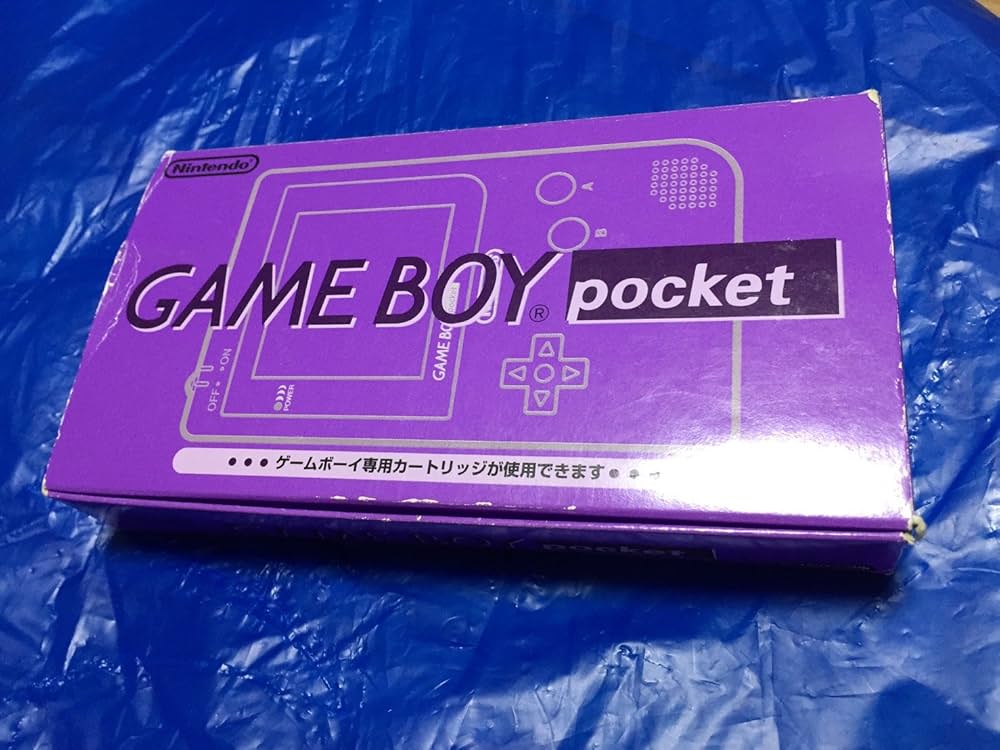 Nintendo®
GAME BOY® pocket
A
B
GAME BOY pocket
ON
OFF
POWER
•••ゲームボーイ専用カートリッジが使用できます•••
pocket